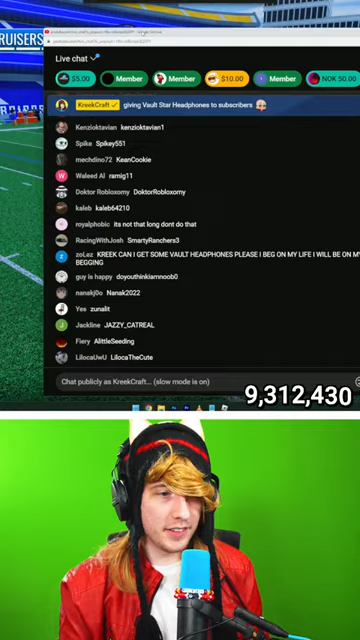 RUISERS
Live chat
$5.00
Member
Member
$10.00
Member
NOK 50.00
KreekCraft giving Vault Star Headphones to subscribers
Kenzioktavian kenzioktavian1
Spike Spikey551
mechdino72 KeanCookie
Waleed Al ramig11
Doktor Robloxomy DoktorRobloxomy
kaleb kaleb64210
royalphobic its not that long dont do that
RacingWithJosh SmartyRanchers3
zoLez KREEK CAN I GET SOME VAULT HEADPHONES PLEASE I BEG ON MY LIFE I WILL BE ON MY
BEGGING
guy is happy doyouthinkiamnoob0
nanskj0o Nanak2022
Yes zunalit
Jackline JAZZY_CATREAL
Fiery AlittleSeeding
LilocaUwU LilocaTheCute
Chat publicly as KreekCraft... (slow mode is on)
9,312,430